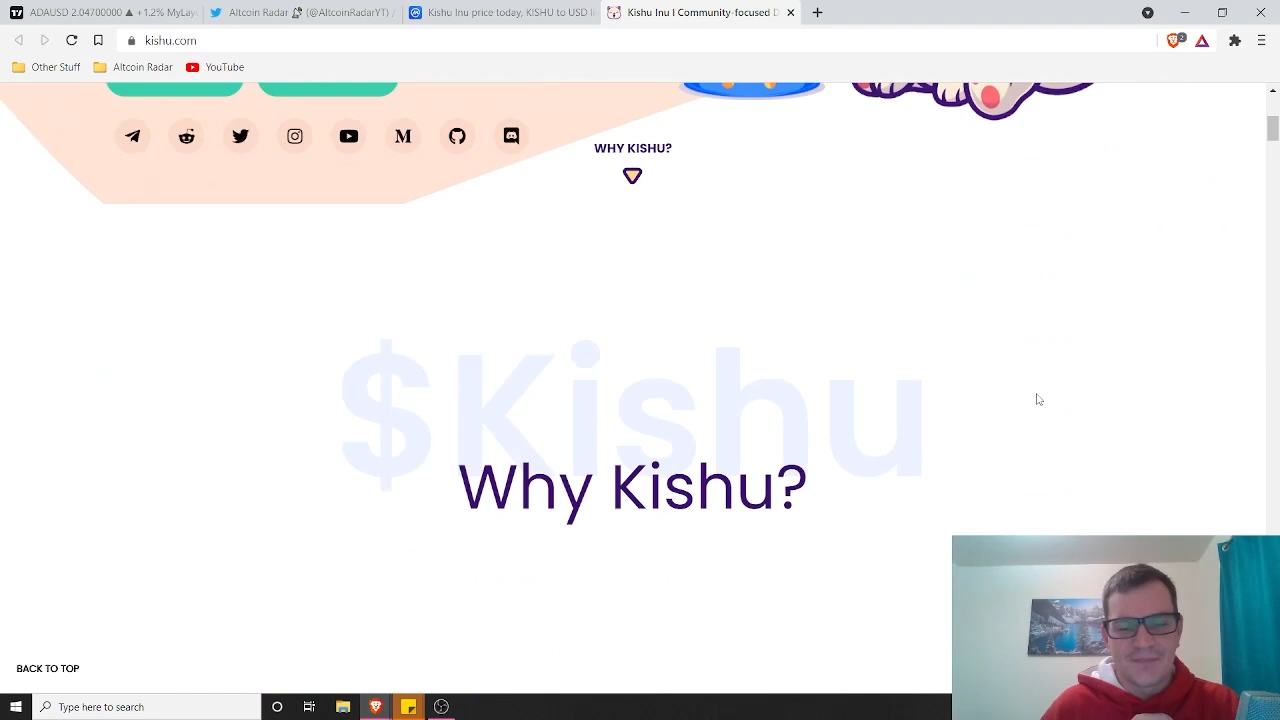 ADAUSD 2.04700000 ▲ +1.2% MyLay
Altcoin Radar 📡 (@AltcoinRadarYT) /
Kishu Inu price today, KISHU to USD li
Kishu Inu | Community-focused D
kishu.com
2
Other Stuff
Altcoin Radar
YouTube
WHY KISHU?
$Kishu
Why Kishu?
BACK TO TOP
Type here to search